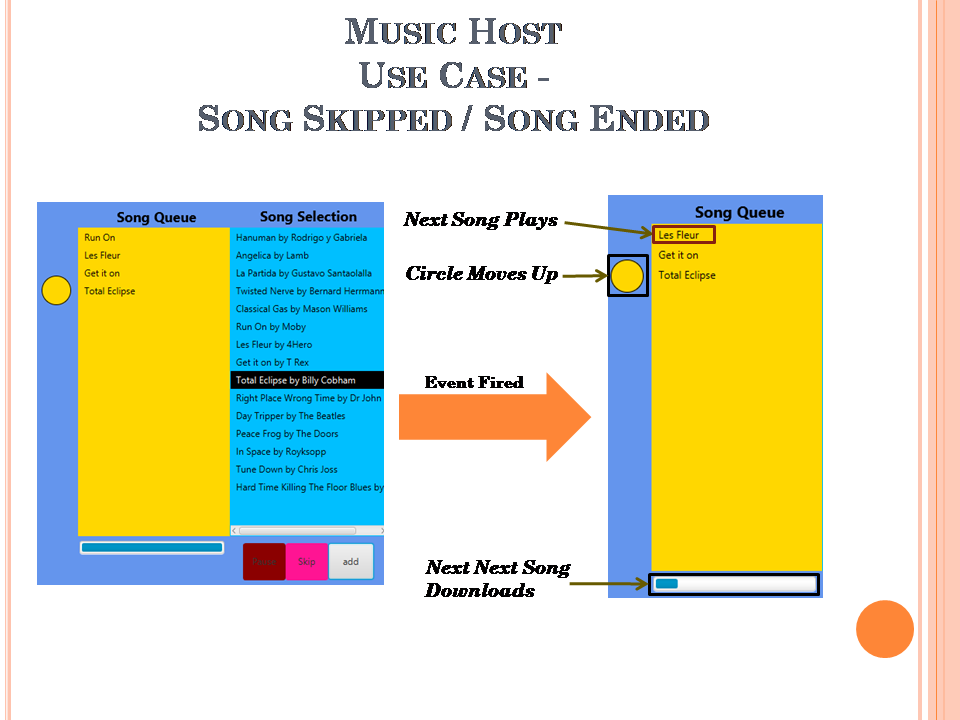 Music Host
Use Case -
Song Skipped / Song Ended
Song Queue
Run On
Les Fleur
Get it on
Total Eclipse
Song Selection
Hanuman by Rodrigo y Gabriela
Angelica by Lamb
La Partida by Gustavo Santaolalla
Twisted Nerve by Bernard Herrmann
Classical Gas by Mason Williams
Run On by Moby
Les Fleur by 4Hero
Get it on by T Rex
Total Eclipse by Billy Cobham
Right Place Wrong Time by Dr John
Day Tripper by The Beatles
Peace Frog by The Doors
In Space by Royksopp
Tune Down by Chris Joss
Hard Time Killing The Floor Blues by
Skip
add
Next Song Plays
Circle Moves Up
Event Fired
Next Next Song
Downloads
Song Queue
Les Fleur
Get it on
Total Eclipse